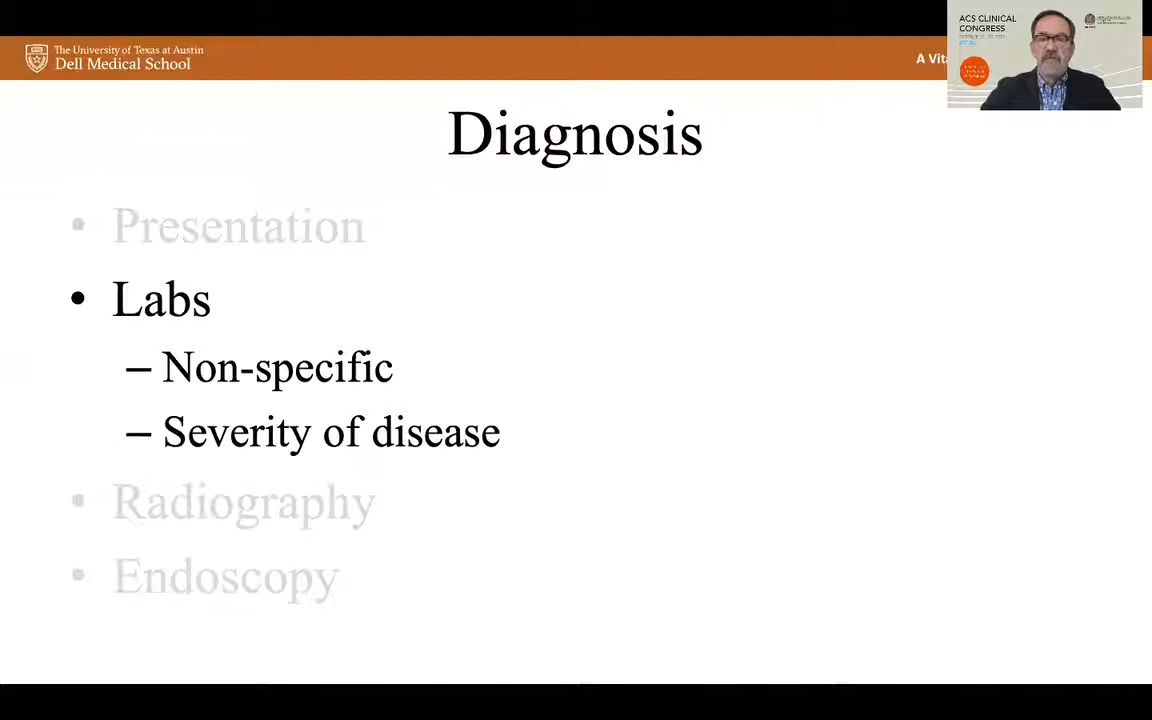 The University of Texas at Austin
Dell Medical School
ACS CLINICAL
CONGRESS
Diagnosis
• Presentation
• Labs
– Non-specific
– Severity of disease
• Radiography
• Endoscopy